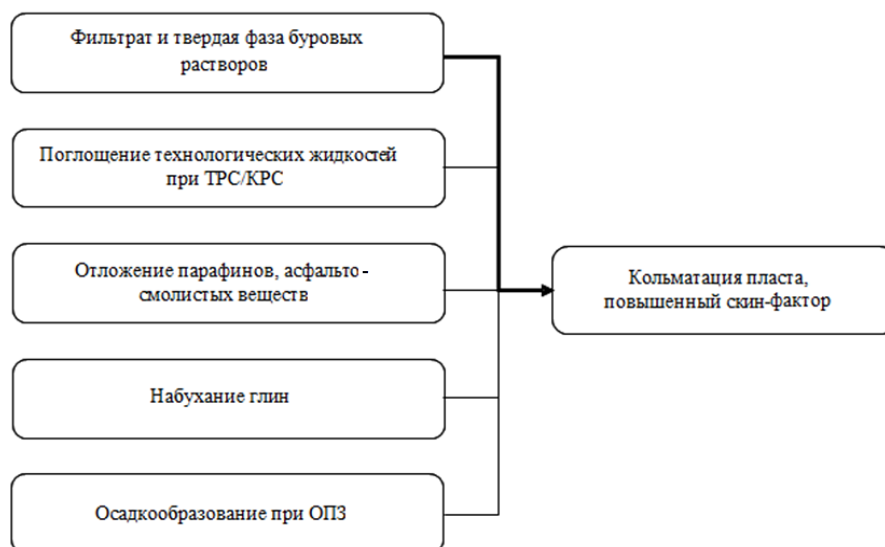 Фильтрат и твердая фаза буровых
растворов
Поглощение технологических жидкостей
при ТРС/КРС
Отложение парафинов, асфальто-
смолистых веществ
Кольматация пласта,
повышенный скин-фактор
Набухание глин
Осадкообразование при ОПЗ